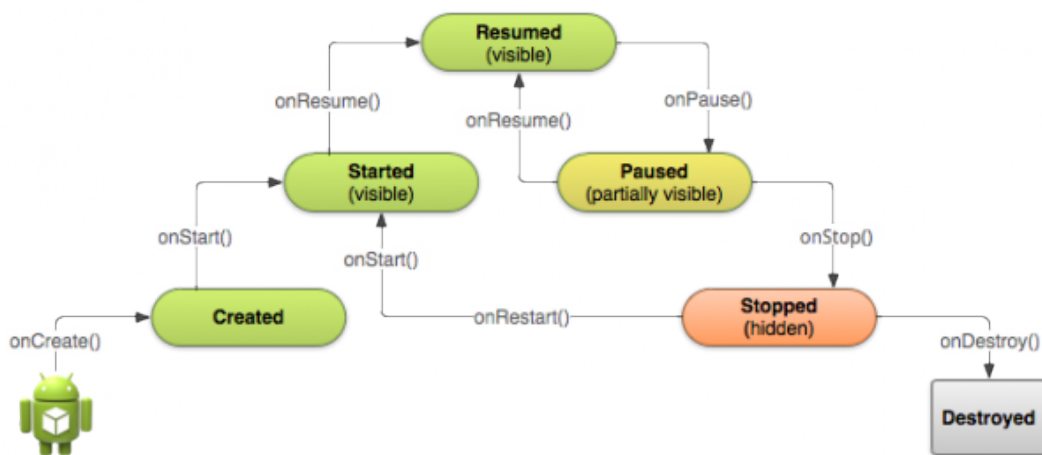 Resumed
(visible)
onResume()
onResume()
onPause()
Started
(visible)
Paused
(partially visible)
onStart()
onStart()
onStop()
Created
onRestart()
Stopped
(hidden)
onCreate()
onDestroy()
Destroyed